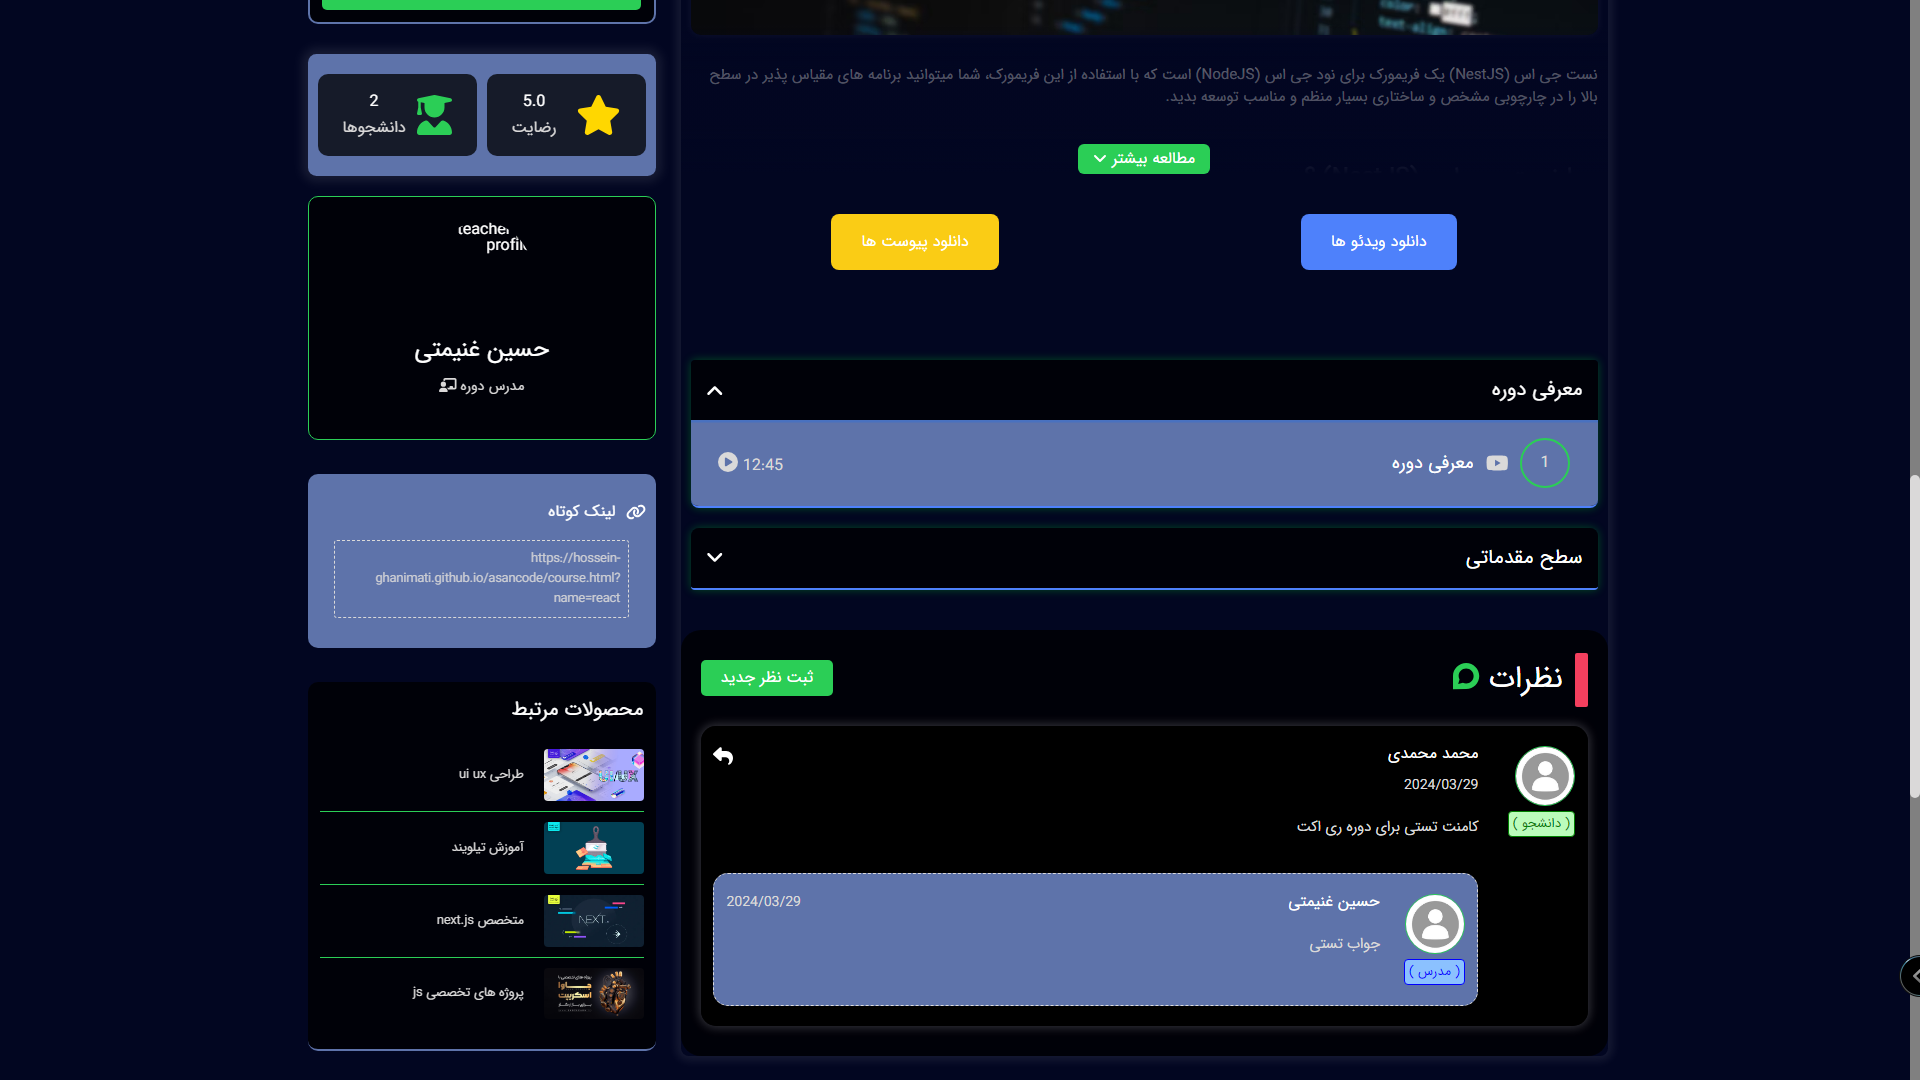 نست جی اس (NestJS) یک فریمورک برای نود جی اس (NodeJS) است که با استفاده از این فریمورک، شما میتوانید برنامه های مقیاس پذیر در سطح
بالا را در چارچوبی مشخص و ساختاری بسیار منظم و مناسب توسعه بدید.
مطالعه بیشتر
دانلود ویدئو ها
دانلود پیوست ها
معرفی دوره
1
معرفی دوره
12:45
سطح مقدماتی
نظرات
ثبت نظر جدید
محمد محمدی
2024/03/29
( دانشجو )
کامنت تستی برای دوره ری اکت
حسین غنیمتی
2024/03/29
جواب تستی
( مدرس )
5.0
رضایت
2
دانشجوها
teacher
profile
حسین غنیمتی
مدرس دوره
لینک کوتاه
https://hossein-
ghanimati.github.io/asancode/course.html?
name=react
محصولات مرتبط
طراحی ui ux
آموزش تیلویند
متخصص next.js
NEXT.
پروژه های تخصصی js
جاوا
اسکریپت